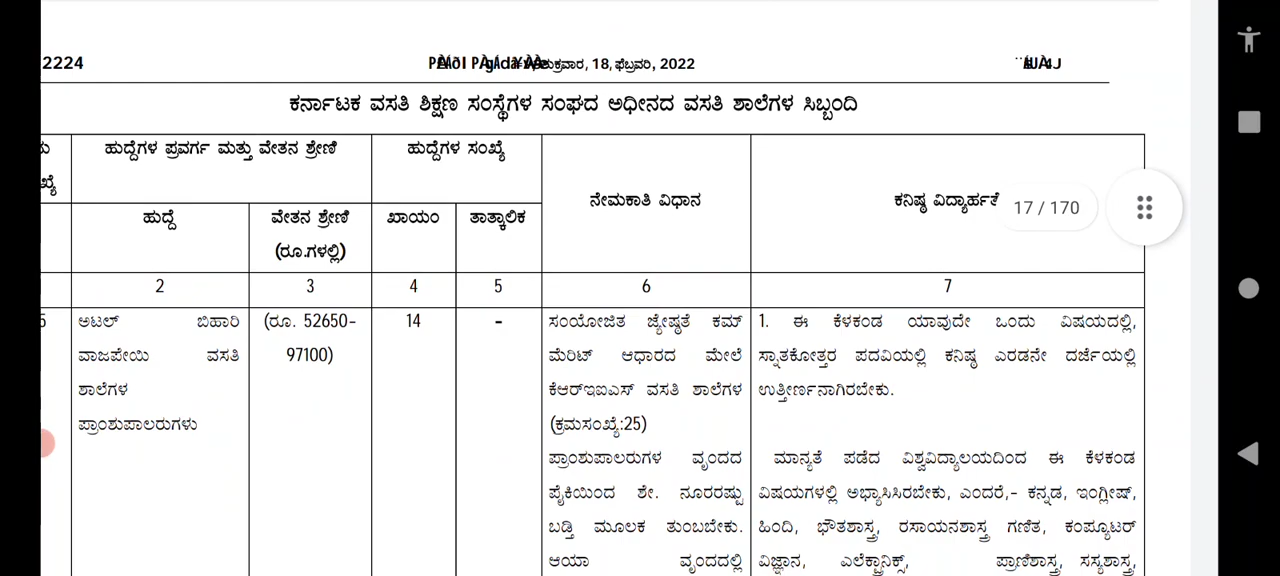 2224
ಶುಕ್ರವಾರ, 18, ಫೆಬ್ರವರಿ, 2022
ಕರ್ನಾಟಕ ವಸತಿ ಶಿಕ್ಷಣ ಸಂಸ್ಥೆಗಳ ಸಂಘದ ಅಧೀನದ ವಸತಿ ಶಾಲೆಗಳ ಸಿಬ್ಬಂದಿ
ಹುದ್ದೆಗಳ ಪ್ರವರ್ಗ ಮತ್ತು ವೇತನ ಶ್ರೇಣಿ
ಹುದ್ದೆಗಳ ಸಂಖ್ಯೆ
ನೇಮಕಾತಿ ವಿಧಾನ
ಕನಿಷ್ಠ ವಿದ್ಯಾರ್ಹತೆ
17 / 170
ಹುದ್ದೆ
ವೇತನ ಶ್ರೇಣಿ
(ರೂ.ಗಳಲ್ಲಿ)
ಖಾಯಂ
ತಾತ್ಕಾಲಿಕ
2
3
4
5
6
7
ಅಟಲ್ ಬಿಹಾರಿ
ವಾಜಪೇಯಿ ವಸತಿ
ಶಾಲೆಗಳ
ಪ್ರಾಂಶುಪಾಲರುಗಳು
(ರೂ. 52650-
97100)
14
-
ಸಂಯೋಜಿತ ಜ್ಯೇಷ್ಠತೆ ಕಮ್
ಮೆರಿಟ್ ಆಧಾರದ ಮೇಲೆ
ಕೆಆರ್‌ಇಐಎಸ್ ವಸತಿ ಶಾಲೆಗಳ
(ಕ್ರಮಸಂಖ್ಯೆ:25)
ಪ್ರಾಂಶುಪಾಲರುಗಳ ವೃಂದದ
ಪೈಕಿಯಿಂದ ಶೇ. ನೂರರಷ್ಟು
ಬಡ್ತಿ ಮೂಲಕ ತುಂಬಬೇಕು.
ಆಯಾ ವೃಂದದಲ್ಲಿ
1. ಈ ಕೆಳಕಂಡ ಯಾವುದೇ ಒಂದು ವಿಷಯದಲ್ಲಿ,
ಸ್ನಾತಕೋತ್ತರ ಪದವಿಯಲ್ಲಿ ಕನಿಷ್ಠ ಎರಡನೇ ದರ್ಜೆಯಲ್ಲಿ
ಉತ್ತೀರ್ಣನಾಗಿರಬೇಕು.
ಮಾನ್ಯತೆ ಪಡೆದ ವಿಶ್ವವಿದ್ಯಾಲಯದಿಂದ ಈ ಕೆಳಕಂಡ
ವಿಷಯಗಳಲ್ಲಿ ಅಭ್ಯಾಸಿಸಿರಬೇಕು, ಎಂದರೆ,- ಕನ್ನಡ, ಇಂಗ್ಲೀಷ್,
ಹಿಂದಿ, ಭೌತಶಾಸ್ತ್ರ, ರಸಾಯನಶಾಸ್ತ್ರ ಗಣಿತ, ಕಂಪ್ಯೂಟರ್
ವಿಜ್ಞಾನ, ಎಲೆಕ್ಟ್ರಾನಿಕ್ಸ್, ಪ್ರಾಣಿಶಾಸ್ತ್ರ, ಸಸ್ಯಶಾಸ್ತ್ರ,